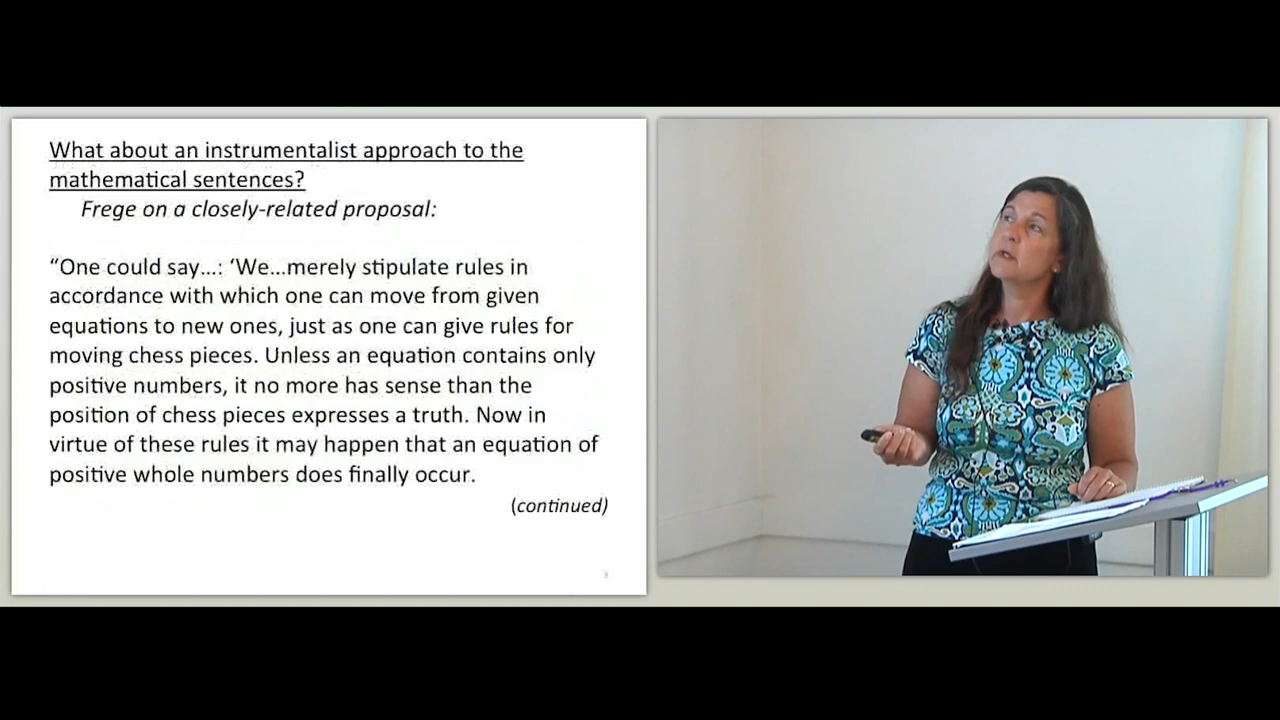 What about an instrumentalist approach to the
mathematical sentences?
Frege on a closely-related proposal:
“One could say…: ‘We…merely stipulate rules in
accordance with which one can move from given
equations to new ones, just as one can give rules for
moving chess pieces. Unless an equation contains only
positive numbers, it no more has sense than the
position of chess pieces expresses a truth. Now in
virtue of these rules it may happen that an equation of
positive whole numbers does finally occur.
(continued)